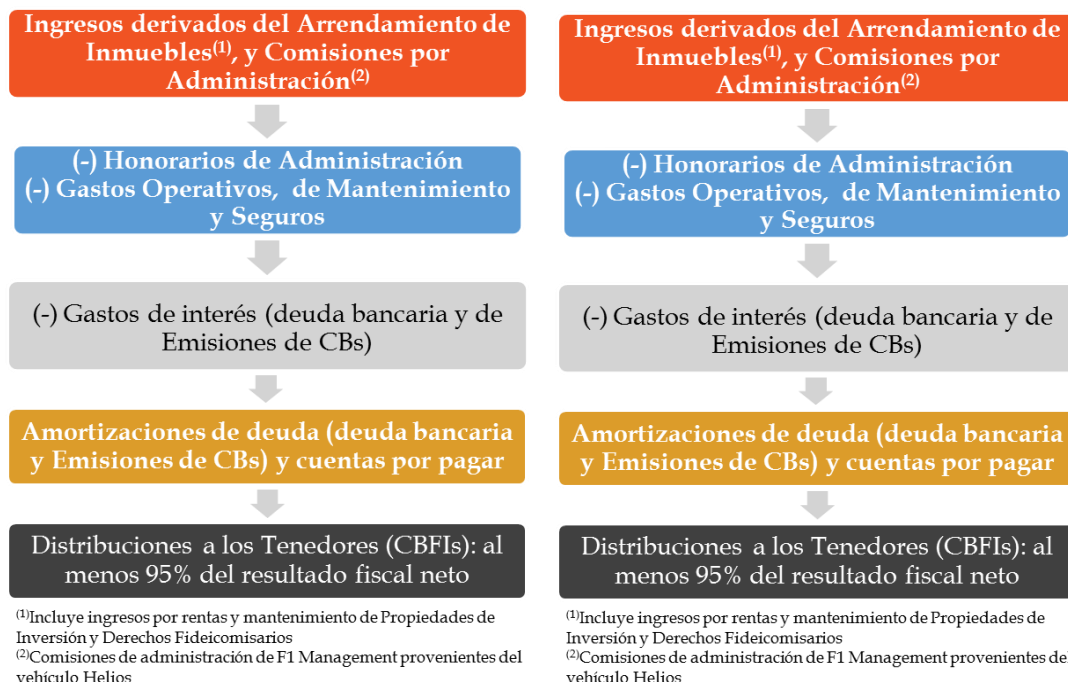 Ingresos derivados del Arrendamiento de
Inmuebles(1), y Comisiones por
Administración(2)
(-) Honorarios de Administración
(-) Gastos Operativos, de Mantenimiento
y Seguros
(-) Gastos de interés (deuda bancaria y de
Emisiones de CBs)
Amortizaciones de deuda (deuda bancaria
y Emisiones de CBs) y cuentas por pagar
Distribuciones a los Tenedores (CBFIs): al
menos 95% del resultado fiscal neto
(1)Incluye ingresos por rentas y mantenimiento de Propiedades de
Inversión y Derechos Fideicomisarios
(2)Comisiones de administración de F1 Management provenientes del
vehículo Helios
Ingresos derivados del Arrendamiento de
Inmuebles(1), y Comisiones por
Administración(2)
(-) Honorarios de Administración
(-) Gastos Operativos, de Mantenimiento
y Seguros
(-) Gastos de interés (deuda bancaria y de
Emisiones de CBs)
Amortizaciones de deuda (deuda bancaria
y Emisiones de CBs) y cuentas por pagar
Distribuciones a los Tenedores (CBFIs): al
menos 95% del resultado fiscal neto
(1)Incluye ingresos por rentas y mantenimiento de Propiedades de
Inversión y Derechos Fideicomisarios
(2)Comisiones de administración de F1 Management provenientes del
vehículo Helios